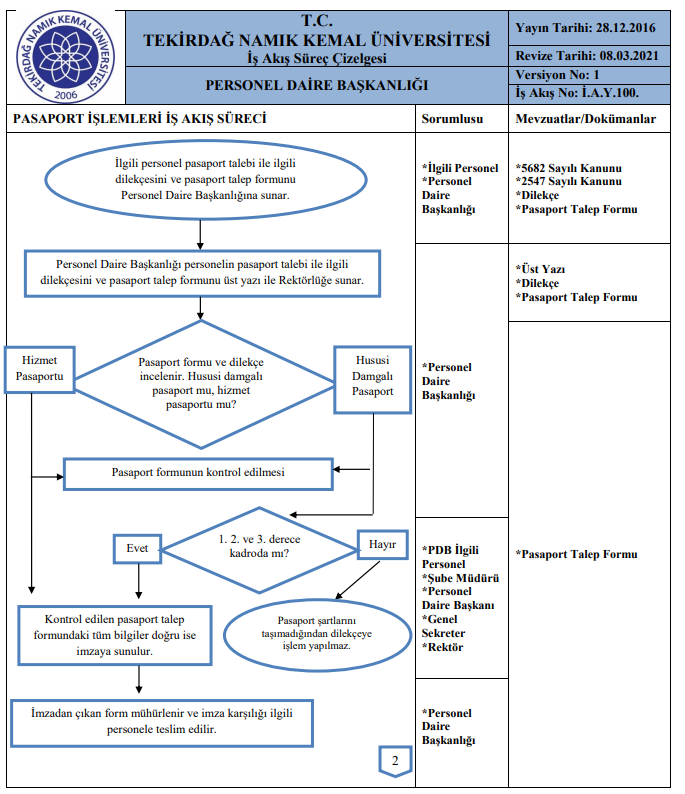 TEKİRDAĞ NAMIK KEMAL ÜNİVERSİTESİ
2006
T.C.
TEKİRDAĞ NAMIK KEMAL ÜNİVERSİTESİ
İş Akış Süreç Çizelgesi
PERSONEL DAİRE BAŞKANLIĞI
Yayın Tarihi: 28.12.2016
Revize Tarihi: 08.03.2021
Versiyon No: 1
İş Akış No: İ.A.Y.100.
PASAPORT İŞLEMLERİ İŞ AKIŞ SÜRECİ
Sorumlusu
Mevzuatlar/Dokümanlar
İlgili personel pasaport talebi ile ilgili
dilekçesini ve pasaport talep formunu
Personel Daire Başkanlığına sunar.
*İlgili Personel
*Personel
Daire
Başkanlığı
*5682 Sayılı Kanunu
*2547 Sayılı Kanunu
*Dilekçe
*Pasaport Talep Formu
Personel Daire Başkanlığı personelin pasaport talebi ile ilgili
dilekçesini ve pasaport talep formunu üst yazı ile Rektörlüğe sunar.
*Üst Yazı
*Dilekçe
*Pasaport Talep Formu
Hizmet
Pasaportu
Pasaport formu ve dilekçe
incelenir. Hususi damgalı
pasaport mu, hizmet
pasaportu mu?
Hususi
Damgalı
Pasaport
*Personel
Daire
Başkanlığı
Pasaport formunun kontrol edilmesi
Evet
1. 2. ve 3. derece
kadroda mı?
Hayır
*PDB İlgili
Personel
*Şube Müdürü
*Personel
Daire Başkanı
*Genel
Sekreter
*Rektör
*Pasaport Talep Formu
Kontrol edilen pasaport talep
formundaki tüm bilgiler doğru ise
imzaya sunulur.
Pasaport şartlarını
taşımadığından dilekçeye
işlem yapılmaz.
İmzadan çıkan form mühürlenir ve imza karşılığı ilgili
personele teslim edilir.
*Personel
Daire
Başkanlığı
2